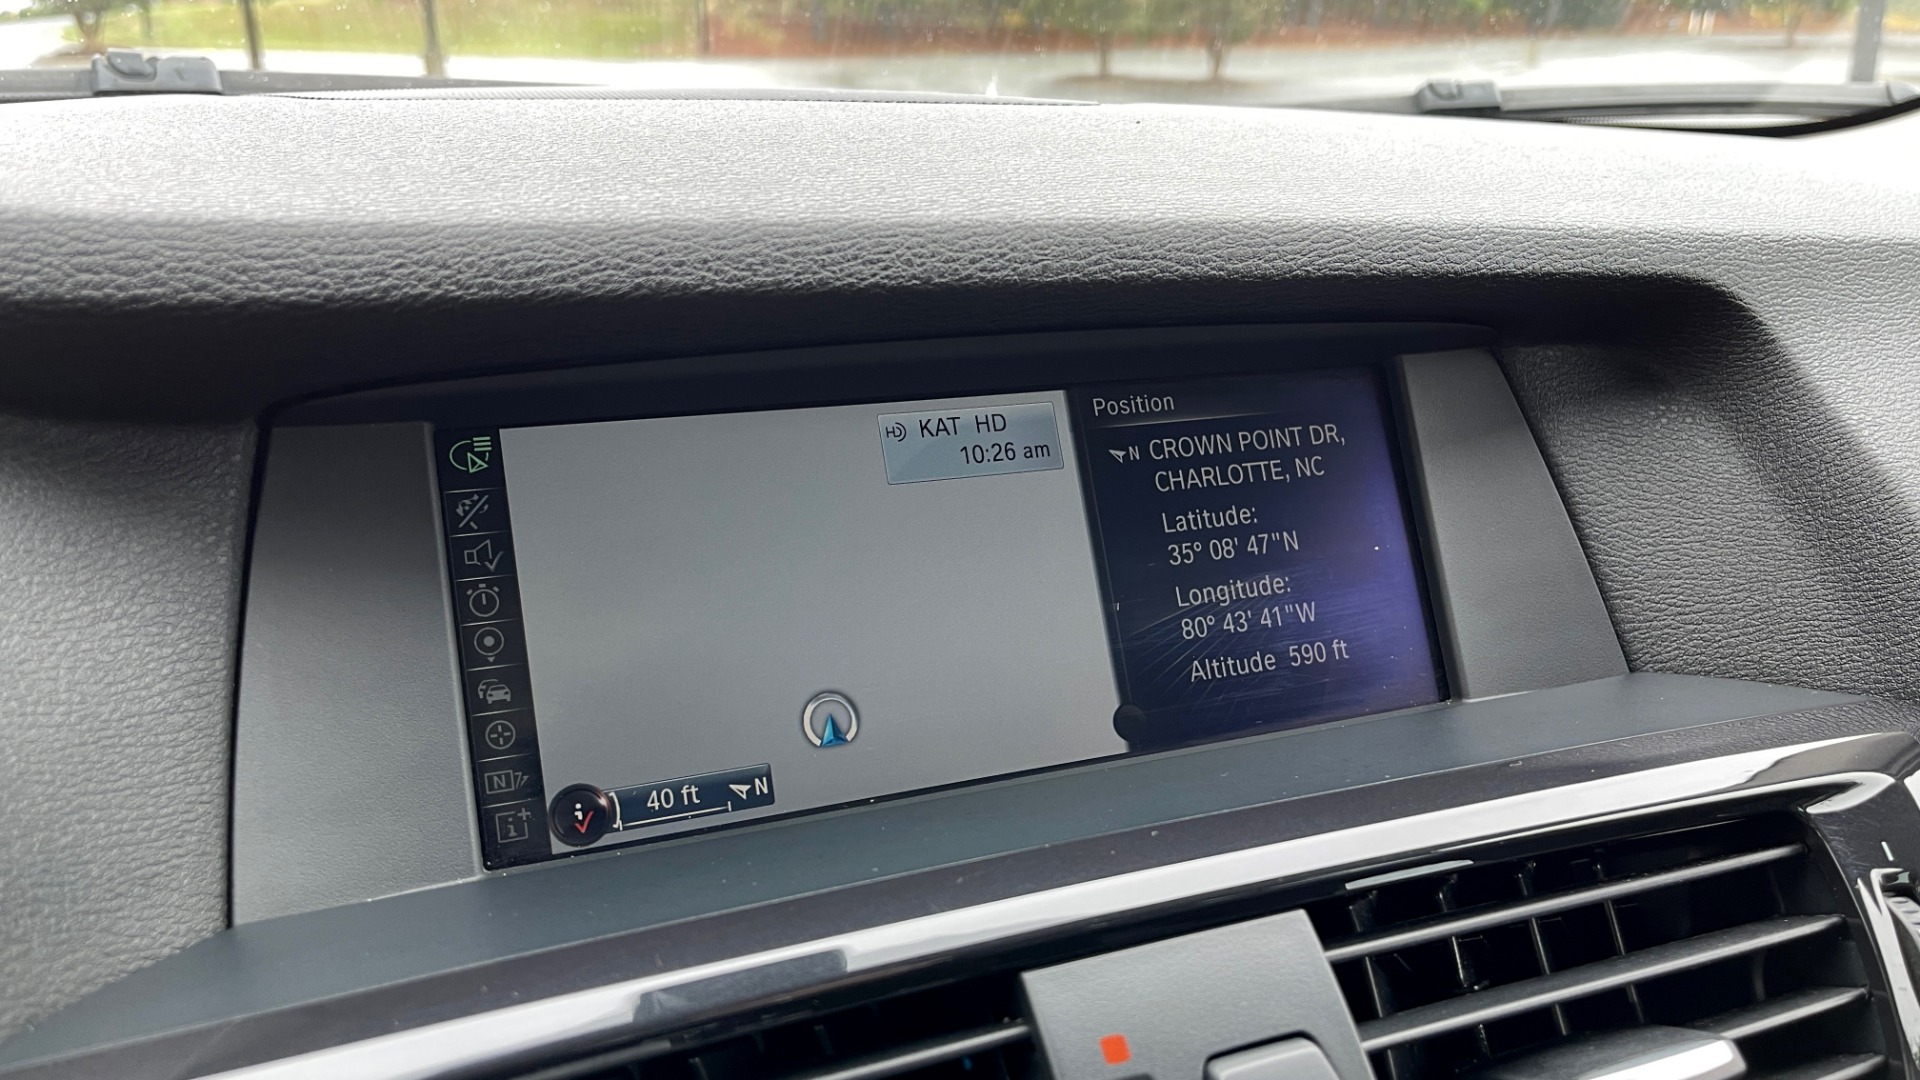 HD KAT HD
10:26 am
Position
N CROWN POINT DR,
CHARLOTTE, NC
Latitude:
35° 08' 47"N
Longitude:
80° 43' 41"W
Altitude 590 ft
N
i+
i
40 ft
N